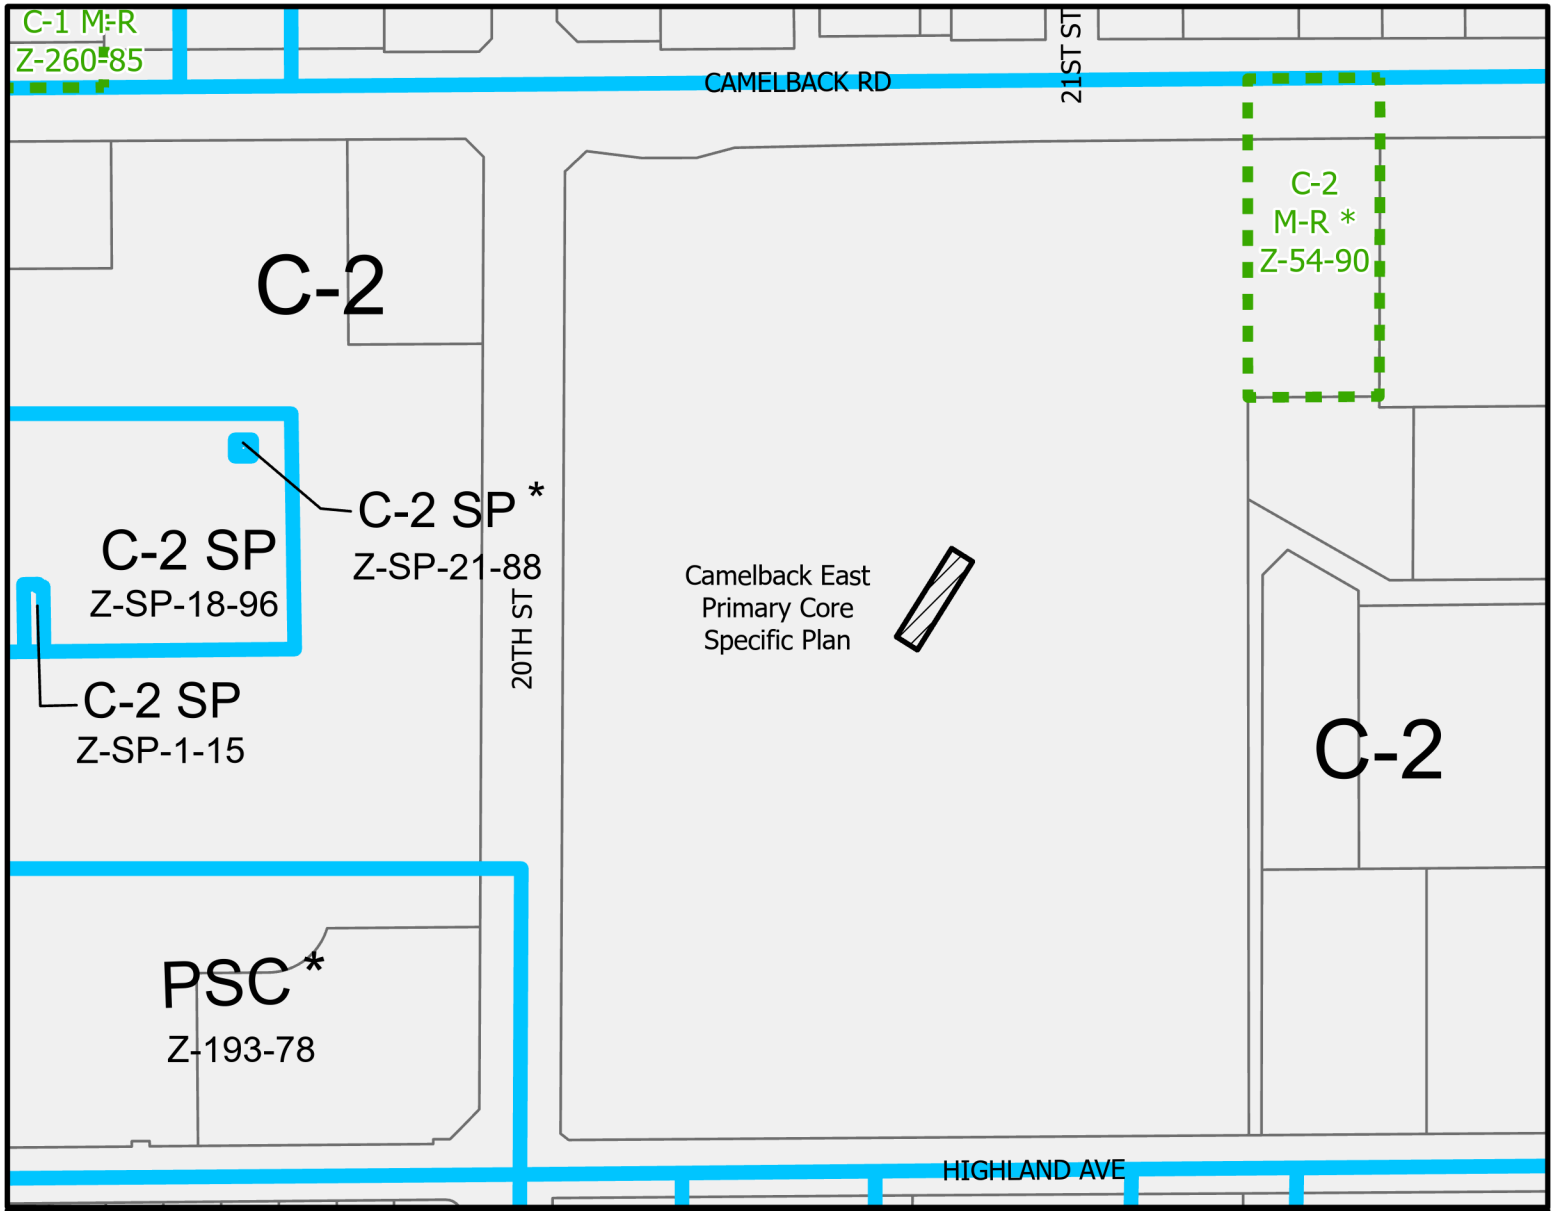 C-1 M-R
Z-260-85
CAMELBACK RD
21ST ST
C-2
M-R *
Z-54-90
C-2
C-2 SP *
Z-SP-21-88
C-2 SP
Z-SP-18-96
20TH ST
Camelback East
Primary Core
Specific Plan
C-2 SP
Z-SP-1-15
C-2
PSC *
Z-193-78
HIGHLAND AVE